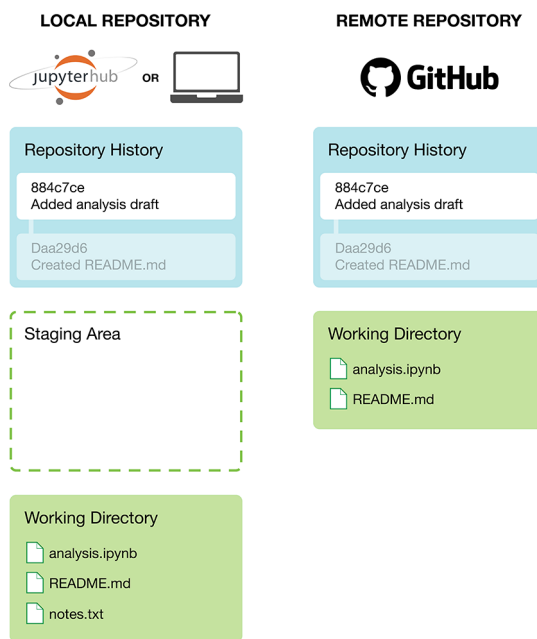 LOCAL REPOSITORY
jupyterhub
OR
Repository History
884c7ce
Added analysis draft
Daa29d6
Created README.md
Staging Area
Working Directory
analysis.ipynb
README.md
notes.txt
REMOTE REPOSITORY
GitHub
Repository History
884c7ce
Added analysis draft
Daa29d6
Created README.md
Working Directory
analysis.ipynb
README.md